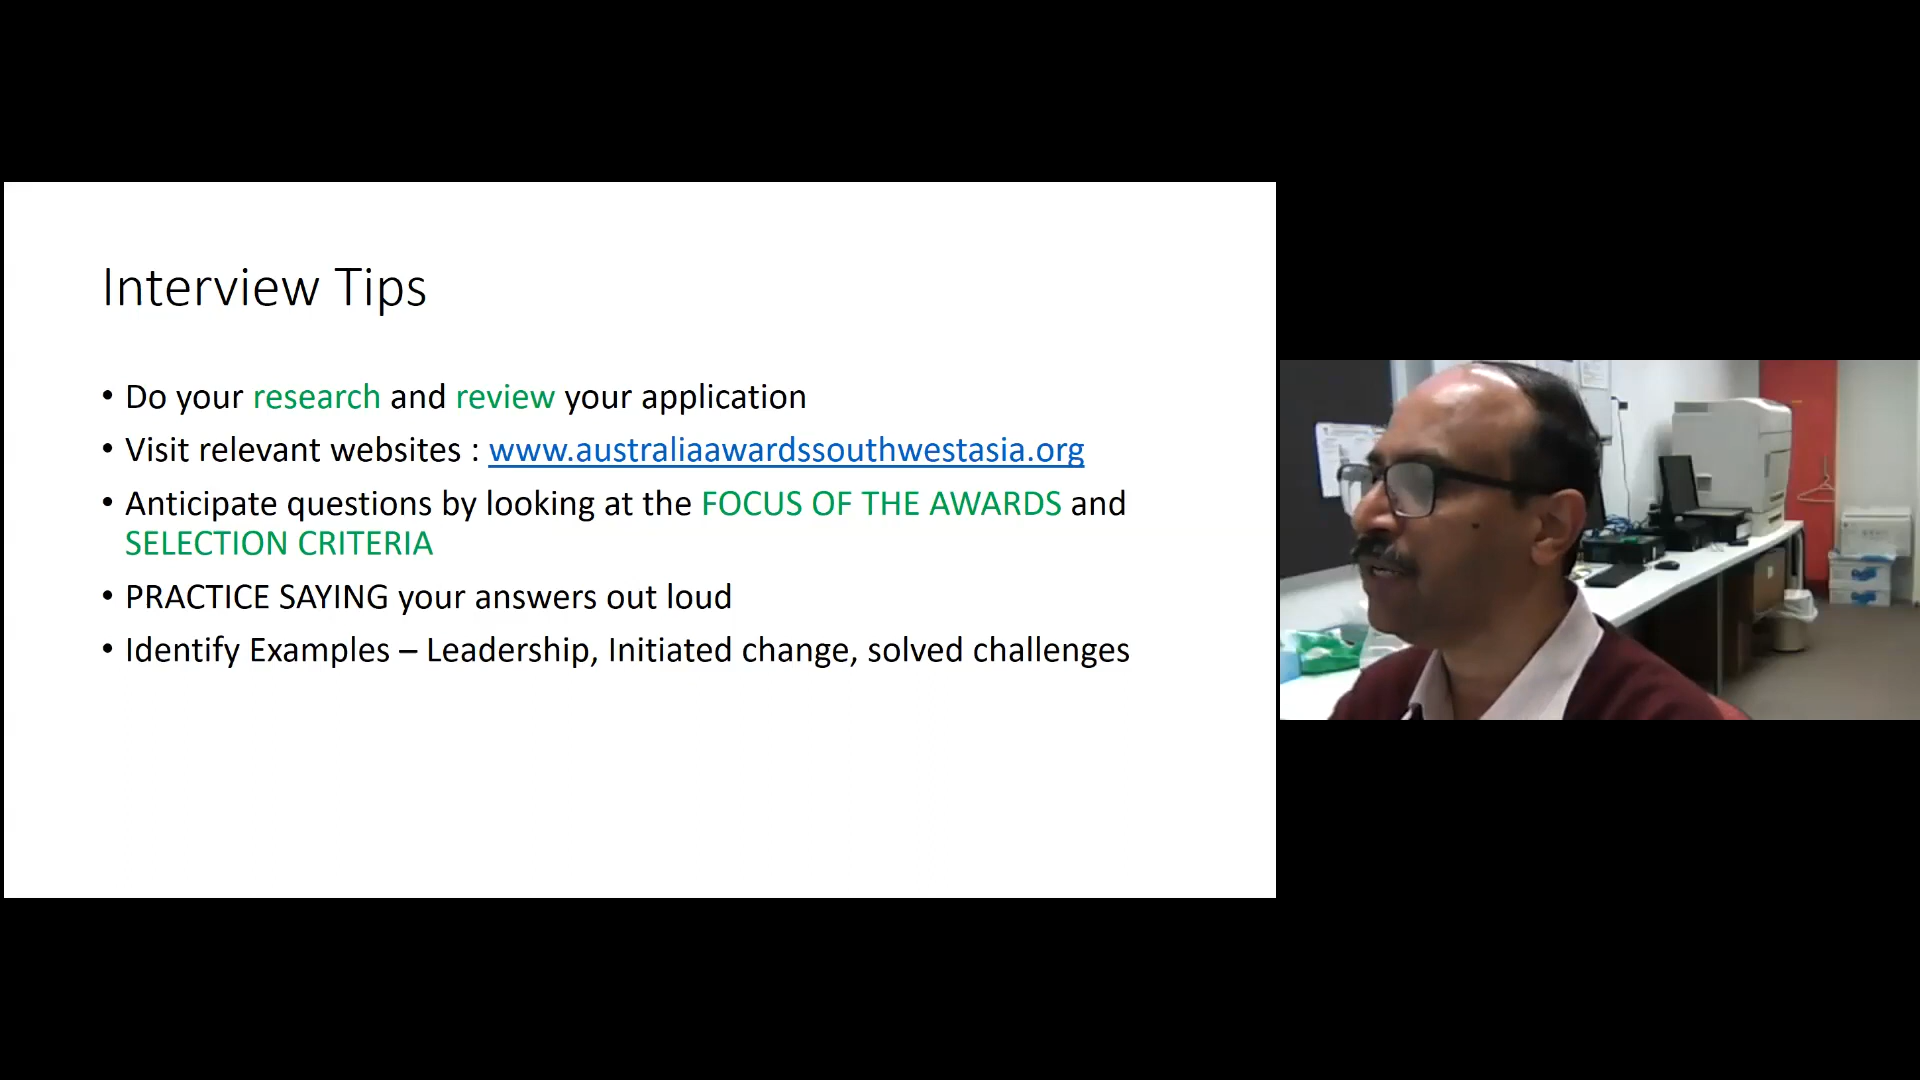 Interview Tips
• Do your research and review your application
• Visit relevant websites : www.australiaawardssouthwestasia.org
• Anticipate questions by looking at the FOCUS OF THE AWARDS and
SELECTION CRITERIA
• PRACTICE SAYING your answers out loud
• Identify Examples – Leadership, Initiated change, solved challenges